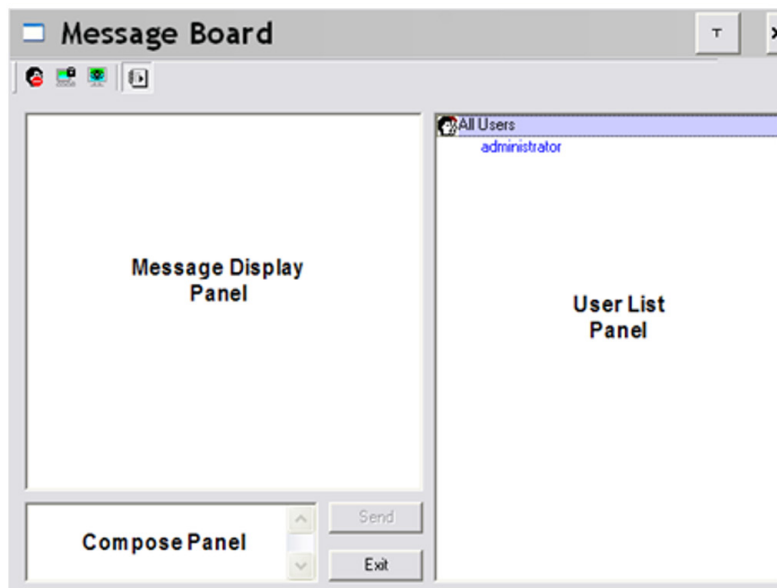 Message Board
T
All Users
administrator
Message Display
Panel
User List
Panel
Compose Panel
Send
Exit